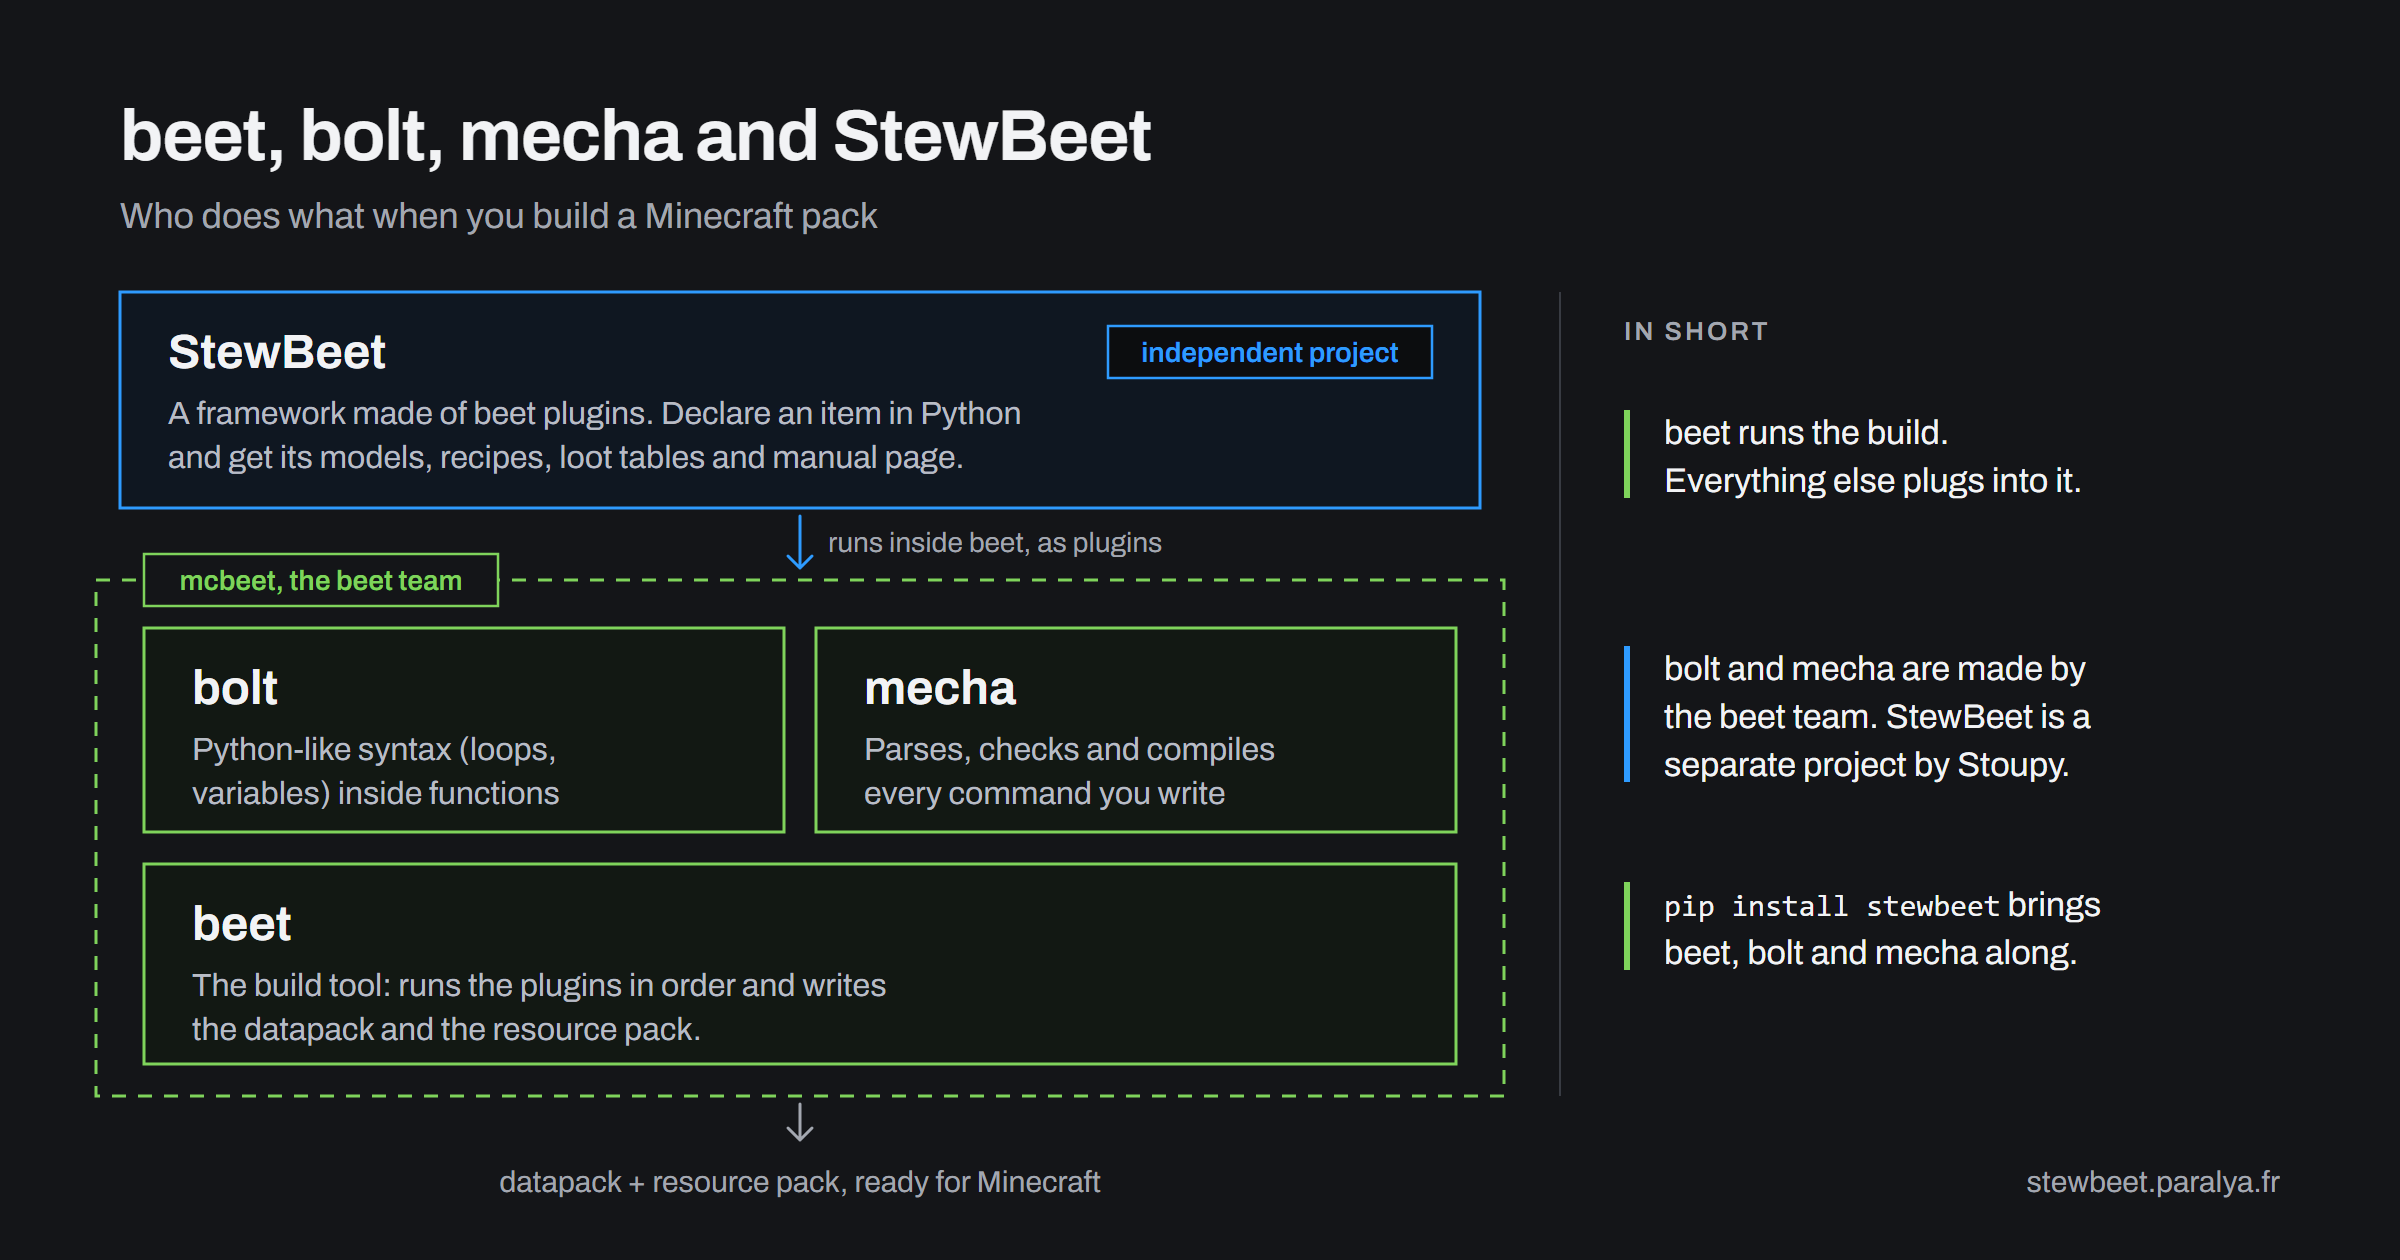 beet, bolt, mecha and StewBeet
Who does what when you build a Minecraft pack
StewBeet
independent project
A framework made of beet plugins. Declare an item in Python
and get its models, recipes, loot tables and manual page.
runs inside beet, as plugins
mcbeet, the beet team
bolt
Python-like syntax (loops,
variables) inside functions
mecha
Parses, checks and compiles
every command you write
beet
The build tool: runs the plugins in order and writes
the datapack and the resource pack.
datapack + resource pack, ready for Minecraft
IN SHORT
beet runs the build.
Everything else plugs into it.
bolt and mecha are made by
the beet team. StewBeet is a
separate project by Stoupy.
pip install stewbeet brings
beet, bolt and mecha along.
stewbeet.paralya.fr